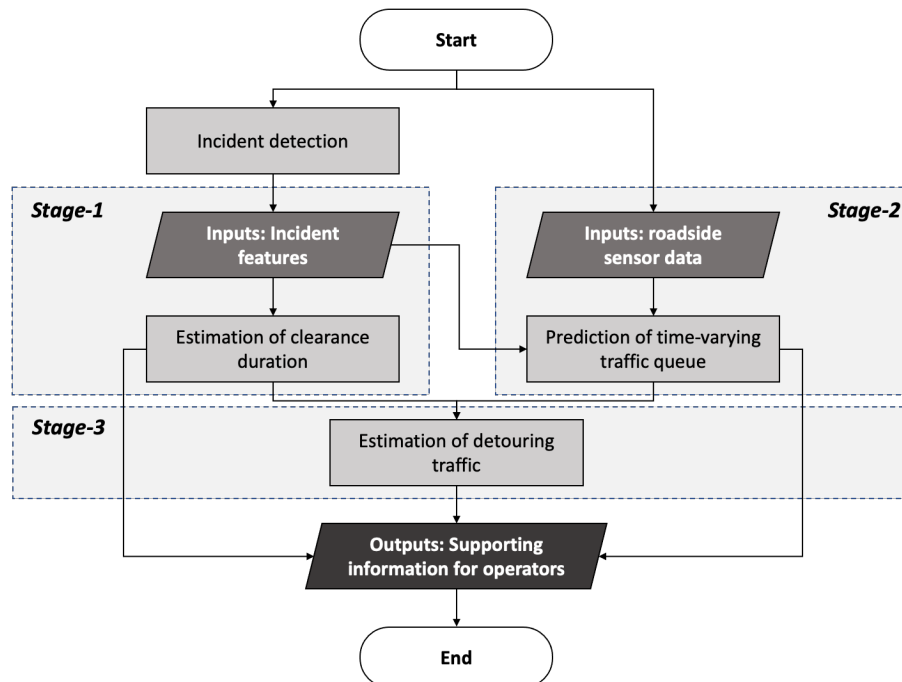 Start
Incident detection
Stage-1
Inputs: Incident
features
Estimation of clearance
duration
Stage-2
Inputs: roadside
sensor data
Prediction of time-varying
traffic queue
Stage-3
Estimation of detouring
traffic
Outputs: Supporting
information for operators
End